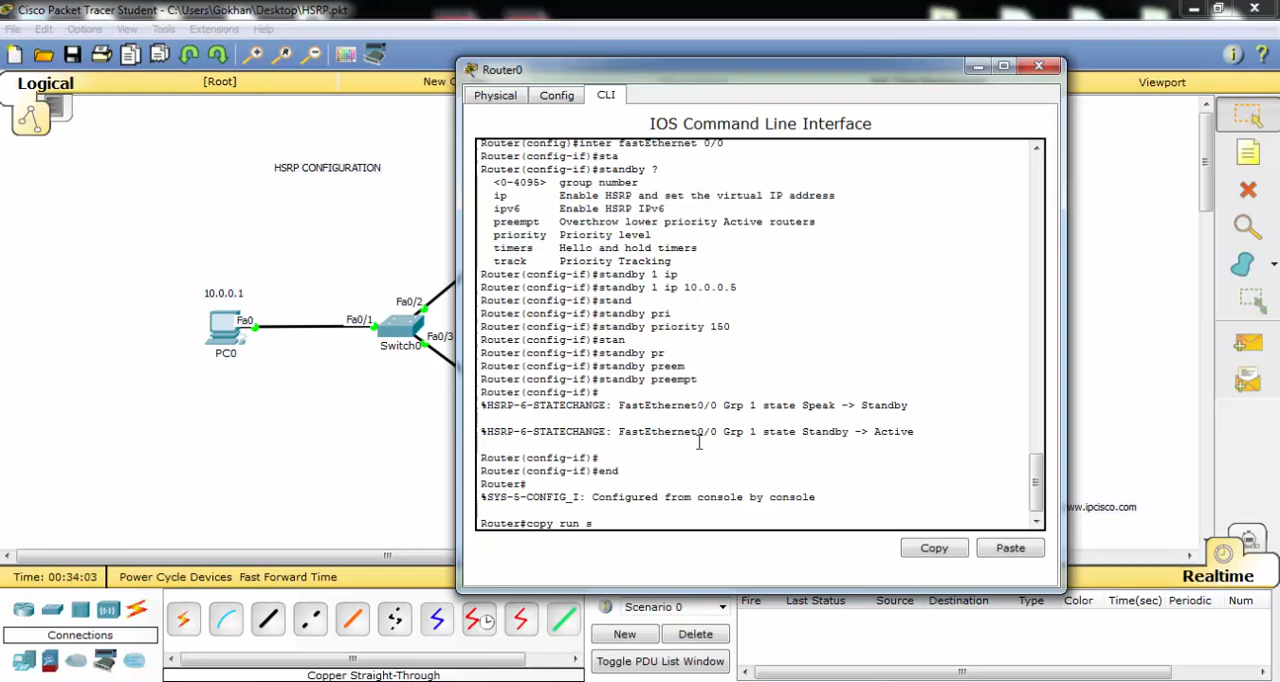 Cisco Packet Tracer Student - C:\Users\Gokhan\Desktop\HSRP.pkt
File Edit Options View Tools Extensions Help
Logical [Root] New C Viewport
HSRP CONFIGURATION
10.0.0.1
Fa0
Fa0/1
Fa0/2
Fa0/3
PC0
Switch0
Router0
Physical Config CLI
IOS Command Line Interface
Router(config)#inter fastEthernet 0/0
Router(config-if)#sta
Router(config-if)#standby ?
<0-4095> group number
ip Enable HSRP and set the virtual IP address
ipv6 Enable HSRP IPv6
preempt Overthrow lower priority Active routers
priority Priority level
timers Hello and hold timers
track Priority Tracking
Router(config-if)#standby 1 ip
Router(config-if)#standby 1 ip 10.0.0.5
Router(config-if)#stand
Router(config-if)#standby pri
Router(config-if)#standby priority 150
Router(config-if)#stan
Router(config-if)#standby pr
Router(config-if)#standby preem
Router(config-if)#standby preempt
Router(config-if)#
%HSRP-6-STATECHANGE: FastEthernet0/0 Grp 1 state Speak -> Standby
%HSRP-6-STATECHANGE: FastEthernet0/0 Grp 1 state Standby -> Active
Router(config-if)#
Router(config-if)#end
Router#
%SYS-5-CONFIG_I: Configured from console by console
Router#copy run s
Copy Paste
www.ipcisco.com
Time: 00:34:03 Power Cycle Devices Fast Forward Time Realtime
Scenario 0
Fire Last Status Source Destination Type Color Time(sec) Periodic Num
New Delete
Connections
Toggle PDU List Window
Copper Straight-Through